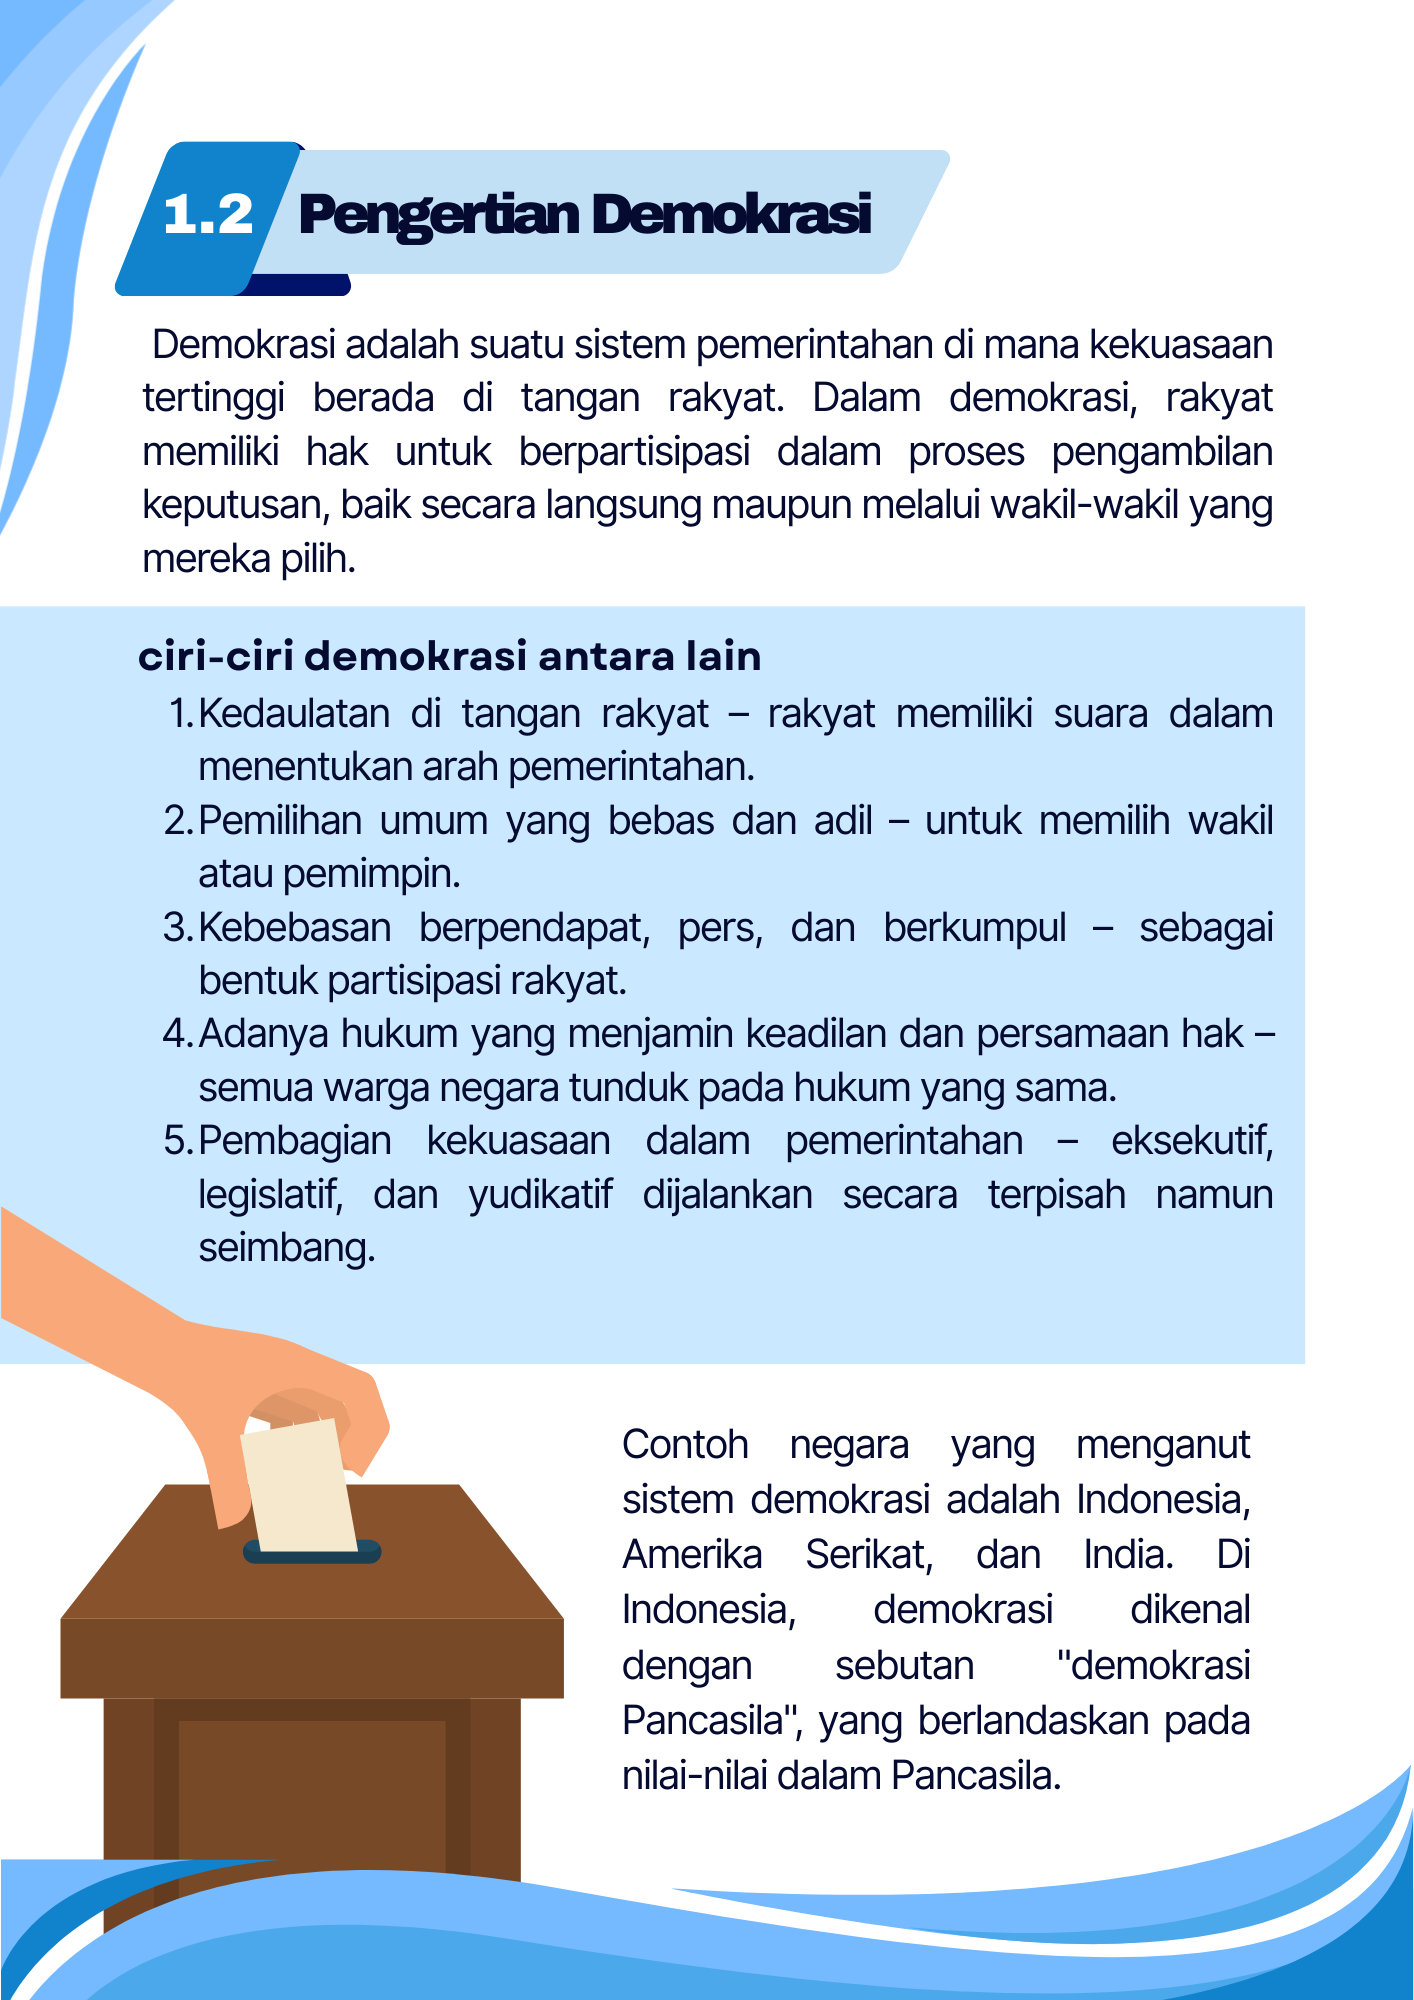 1.2 Pengertian Demokrasi
Demokrasi adalah suatu sistem pemerintahan di mana kekuasaan
tertinggi berada di tangan rakyat. Dalam demokrasi, rakyat
memiliki hak untuk berpartisipasi dalam proses pengambilan
keputusan, baik secara langsung maupun melalui wakil-wakil yang
mereka pilih.
ciri-ciri demokrasi antara lain
1. Kedaulatan di tangan rakyat – rakyat memiliki suara dalam
menentukan arah pemerintahan.
2. Pemilihan umum yang bebas dan adil – untuk memilih wakil
atau pemimpin.
3. Kebebasan berpendapat, pers, dan berkumpul – sebagai
bentuk partisipasi rakyat.
4. Adanya hukum yang menjamin keadilan dan persamaan hak –
semua warga negara tunduk pada hukum yang sama.
5. Pembagian kekuasaan dalam pemerintahan – eksekutif,
legislatif, dan yudikatif dijalankan secara terpisah namun
seimbang.
Contoh negara yang menganut
sistem demokrasi adalah Indonesia,
Amerika Serikat, dan India. Di
Indonesia, demokrasi dikenal
dengan sebutan "demokrasi
Pancasila", yang berlandaskan pada
nilai-nilai dalam Pancasila.